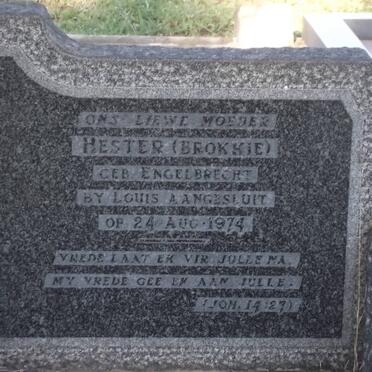 ONS LIEWE MOEDER
HESTER (BROKKIE)
GEB ENGELBRECHT
BY LOUIS AANGESLUIT
OP 24 AUG. 1974
VREDE LAAT EK VIR JULLE NA,
MY VREDE GEE EK AAN JULLE.
(JOH. 14:27)